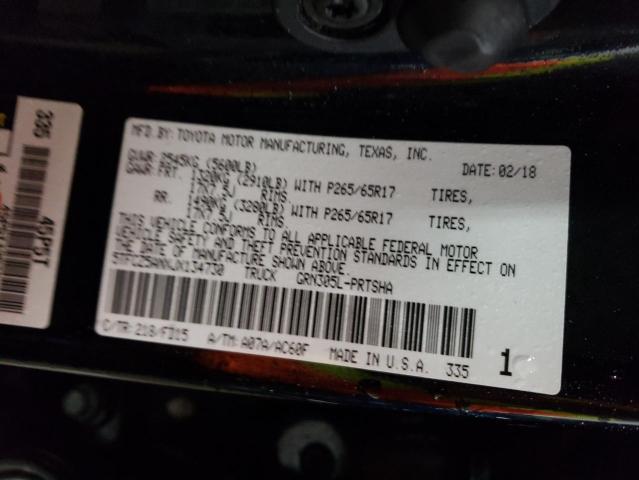 MFD.BY: TOYOTA MOTOR MANUFACTURING, TEXAS, INC.
GVWR: 2545KG (5600LB) DATE: 02/18
GAWR: FRT. 1320KG (2910LB) WITH P265/65R17 TIRES,
17X7.5J RIMS,
RR. 1490KG (3280LB) WITH P265/65R17 TIRES,
17X7.5J RIMS
THIS VEHICLE CONFORMS TO ALL APPLICABLE FEDERAL MOTOR
VEHICLE SAFETY AND THEFT PREVENTION STANDARDS IN EFFECT ON
THE DATE OF MANUFACTURE SHOWN ABOVE.
TRUCK GRN305L-PRTSHA
C/TR: 218/FD15 A/TM: A07A/AC60F MADE IN U.S.A. 335 1
335
45P5T